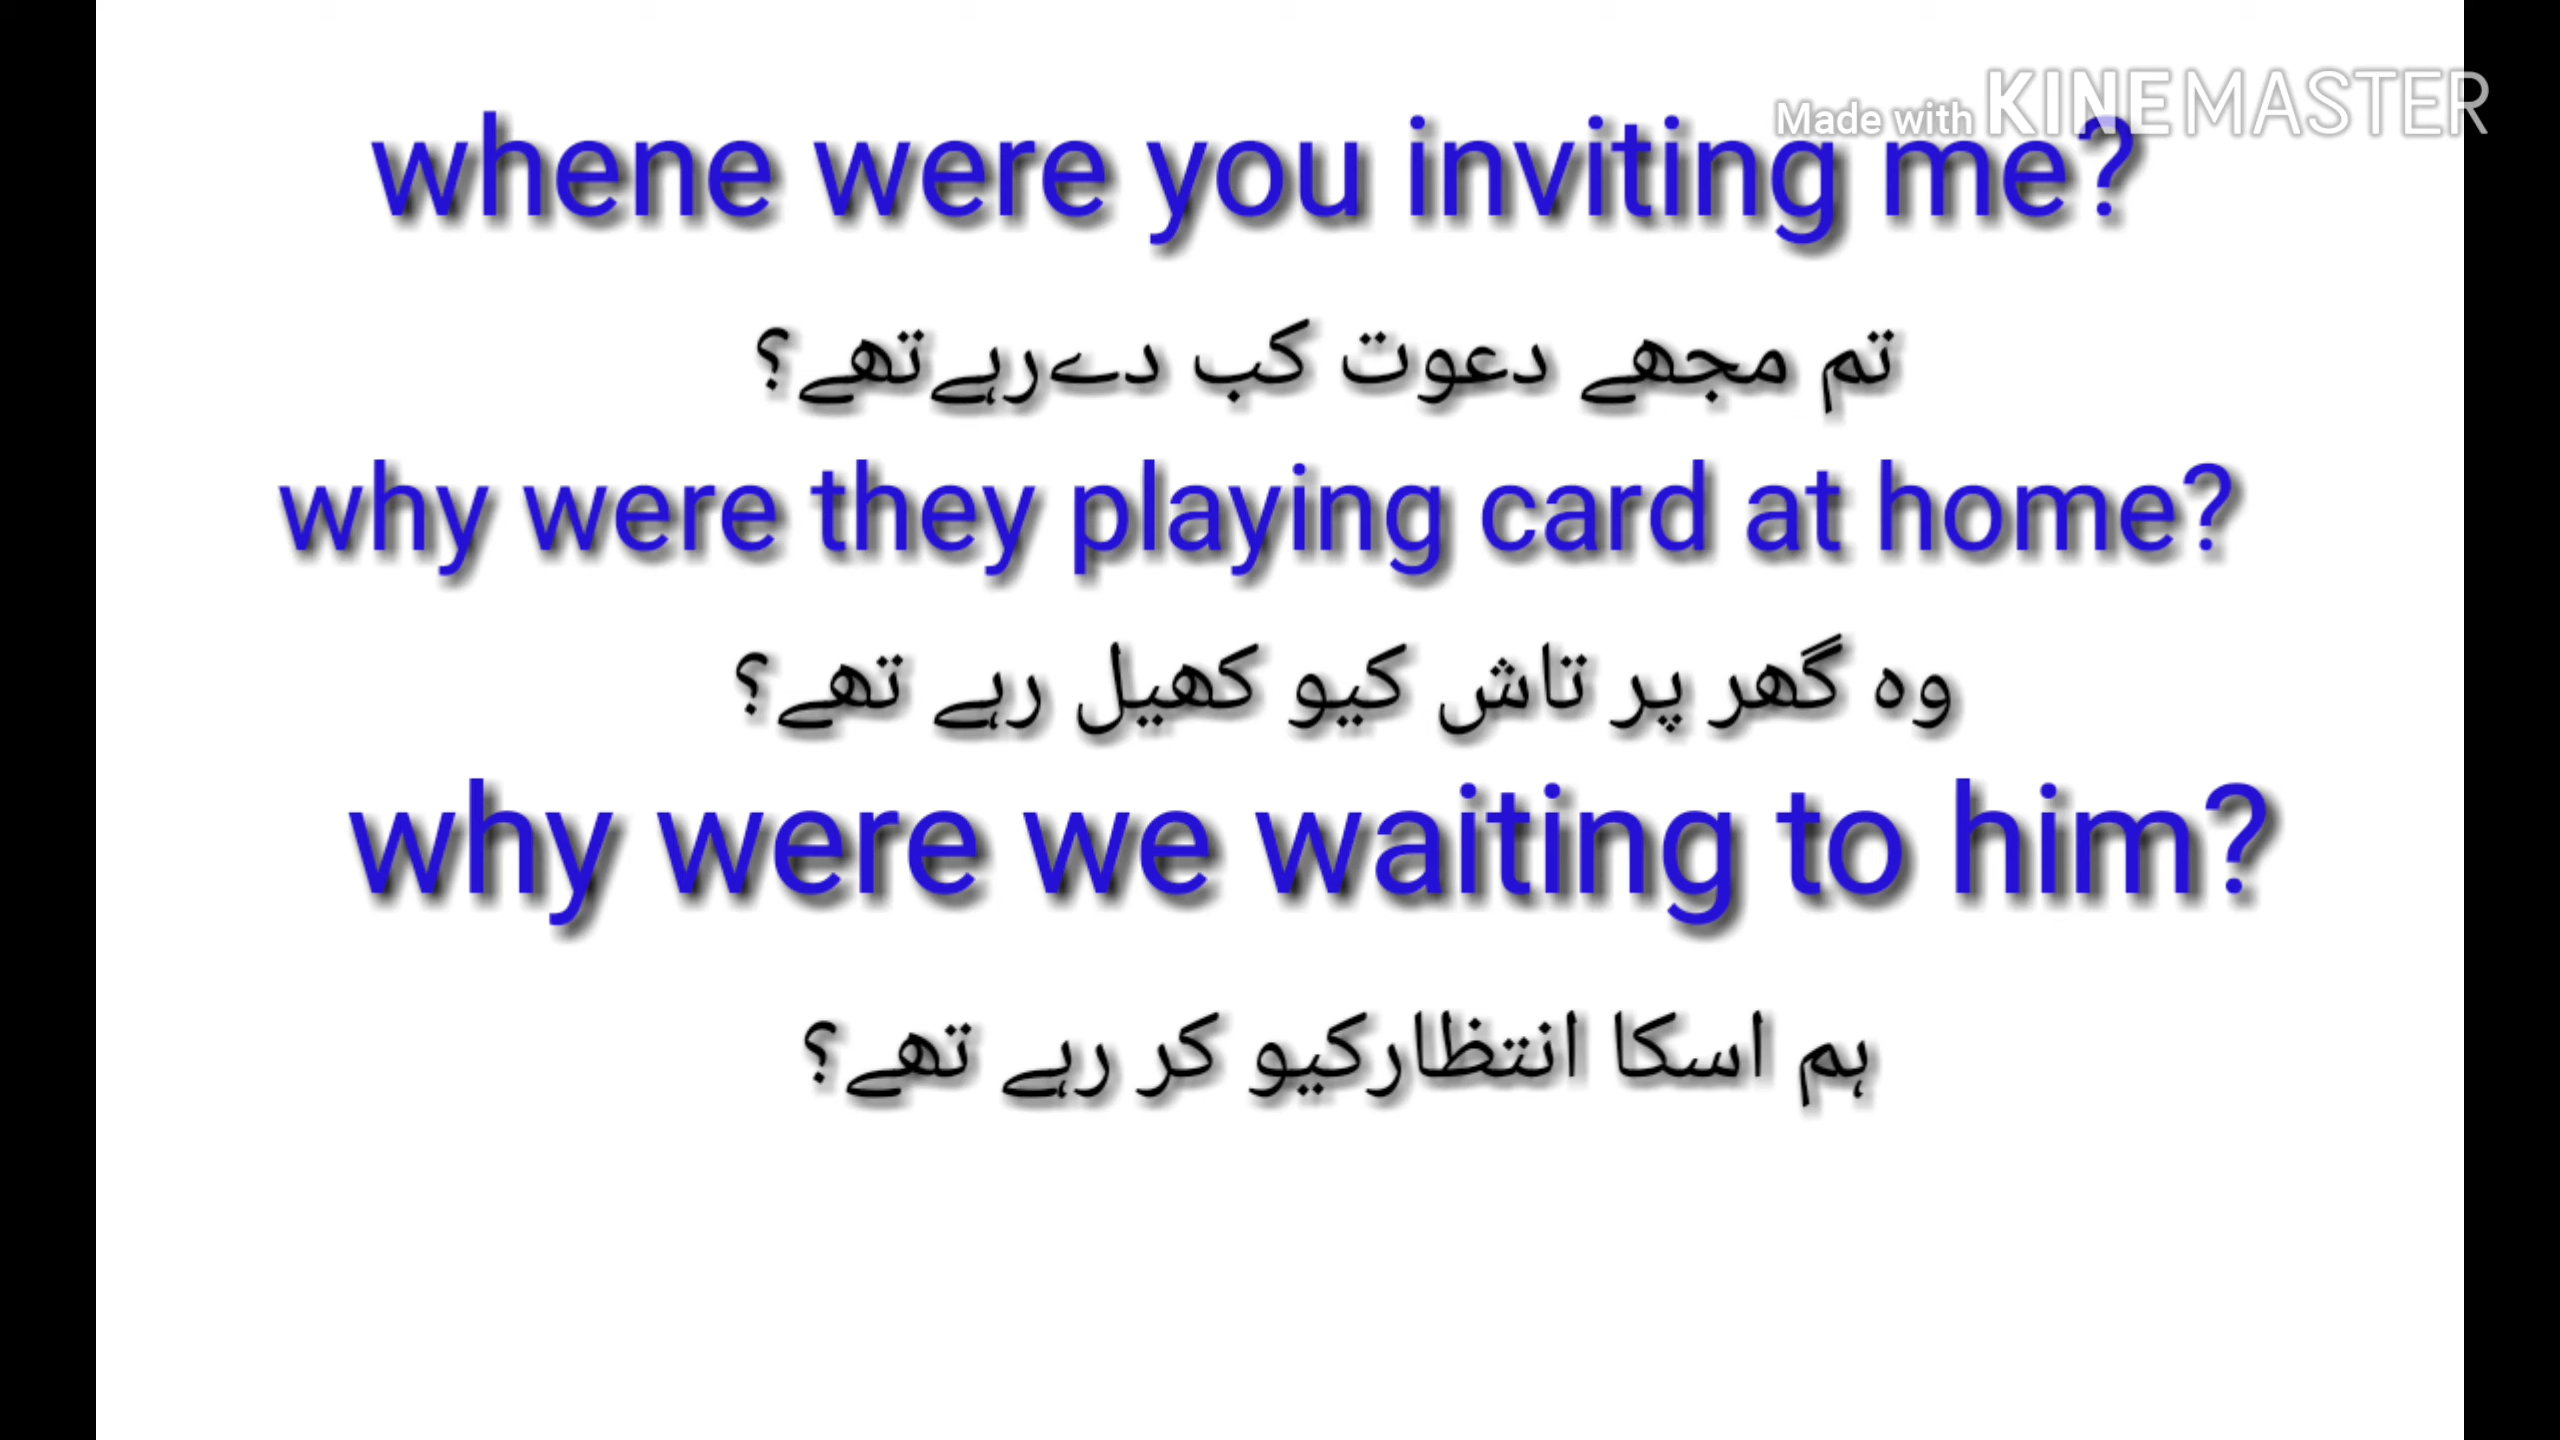 Made with KINEMASTER
whene were you inviting me?
تم مجھے دعوت کب دےرہےتھے؟
why were they playing card at home?
وہ گھر پر تاش کیو کھیل رہے تھے؟
why were we waiting to him?
ہم اسکا انتظارکیو کر رہے تھے؟